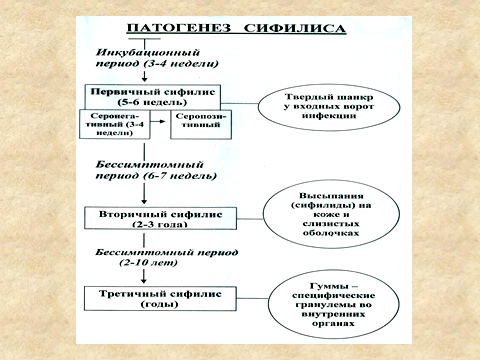 ПАТОГЕНЕЗ СИФИЛИСА
Инкубационный
период (3-4 недели)
Первичный сифилис
(5-6 недель)
Твердый шанкр
у входных ворот
инфекции
Серонега-
тивный (3-4
недели)
Серопози-
тивный
Бессимптомный
период (6-7 недель)
Высыпания
(сифилиды) на
коже и
слизистых
оболочках
Вторичный сифилис
(2-3 года)
Бессимптомный период
(2-10 лет)
Третичный сифилис
(годы)
Гуммы –
специфические
гранулемы во
внутренних
органах